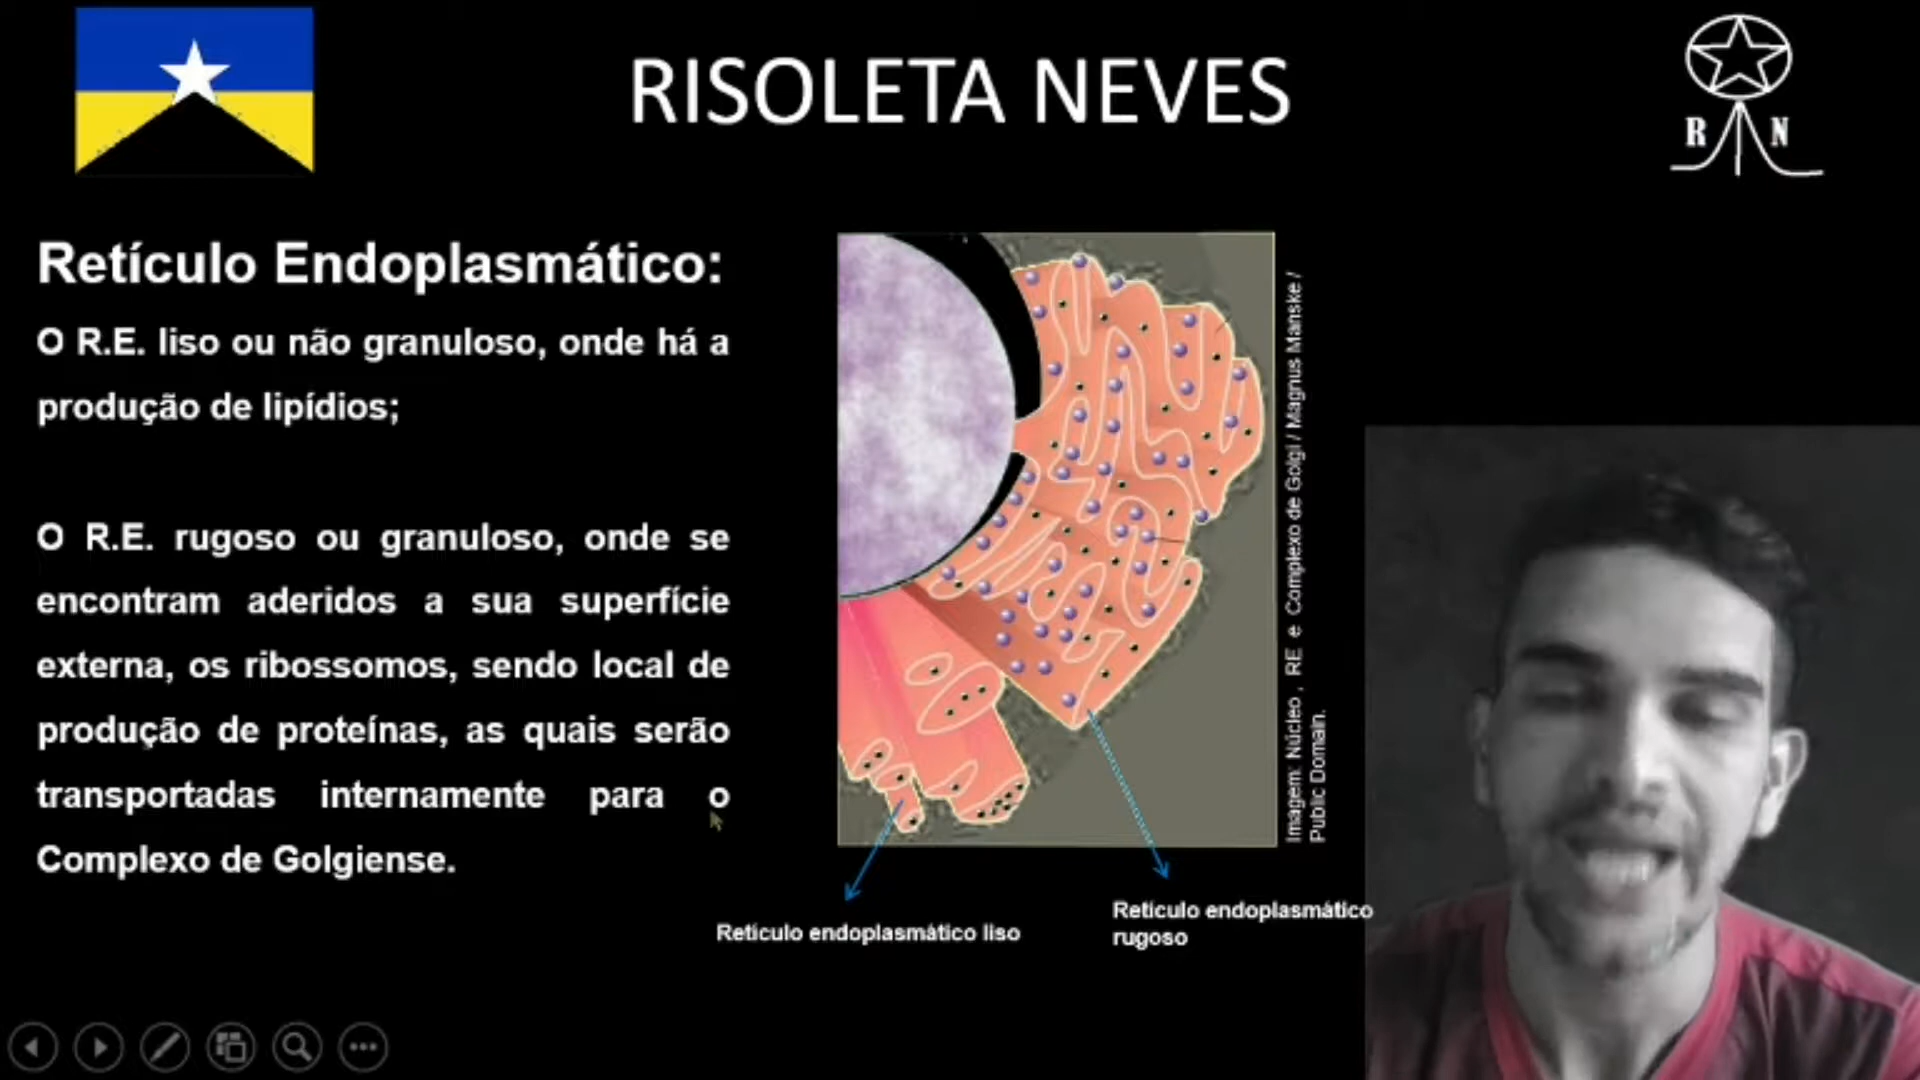 RISOLETA NEVES
R N
Retículo Endoplasmático:
O R.E. liso ou não granuloso, onde há a
produção de lipídios;
O R.E. rugoso ou granuloso, onde se
encontram aderidos a sua superfície
externa, os ribossomos, sendo local de
produção de proteínas, as quais serão
transportadas internamente para o
Complexo de Golgiense.
Imagem: Núcleo , RE e Complexo de Golgi / Magnus Manske /
Public Domain.
Retículo endoplasmático liso
Retículo endoplasmático
rugoso